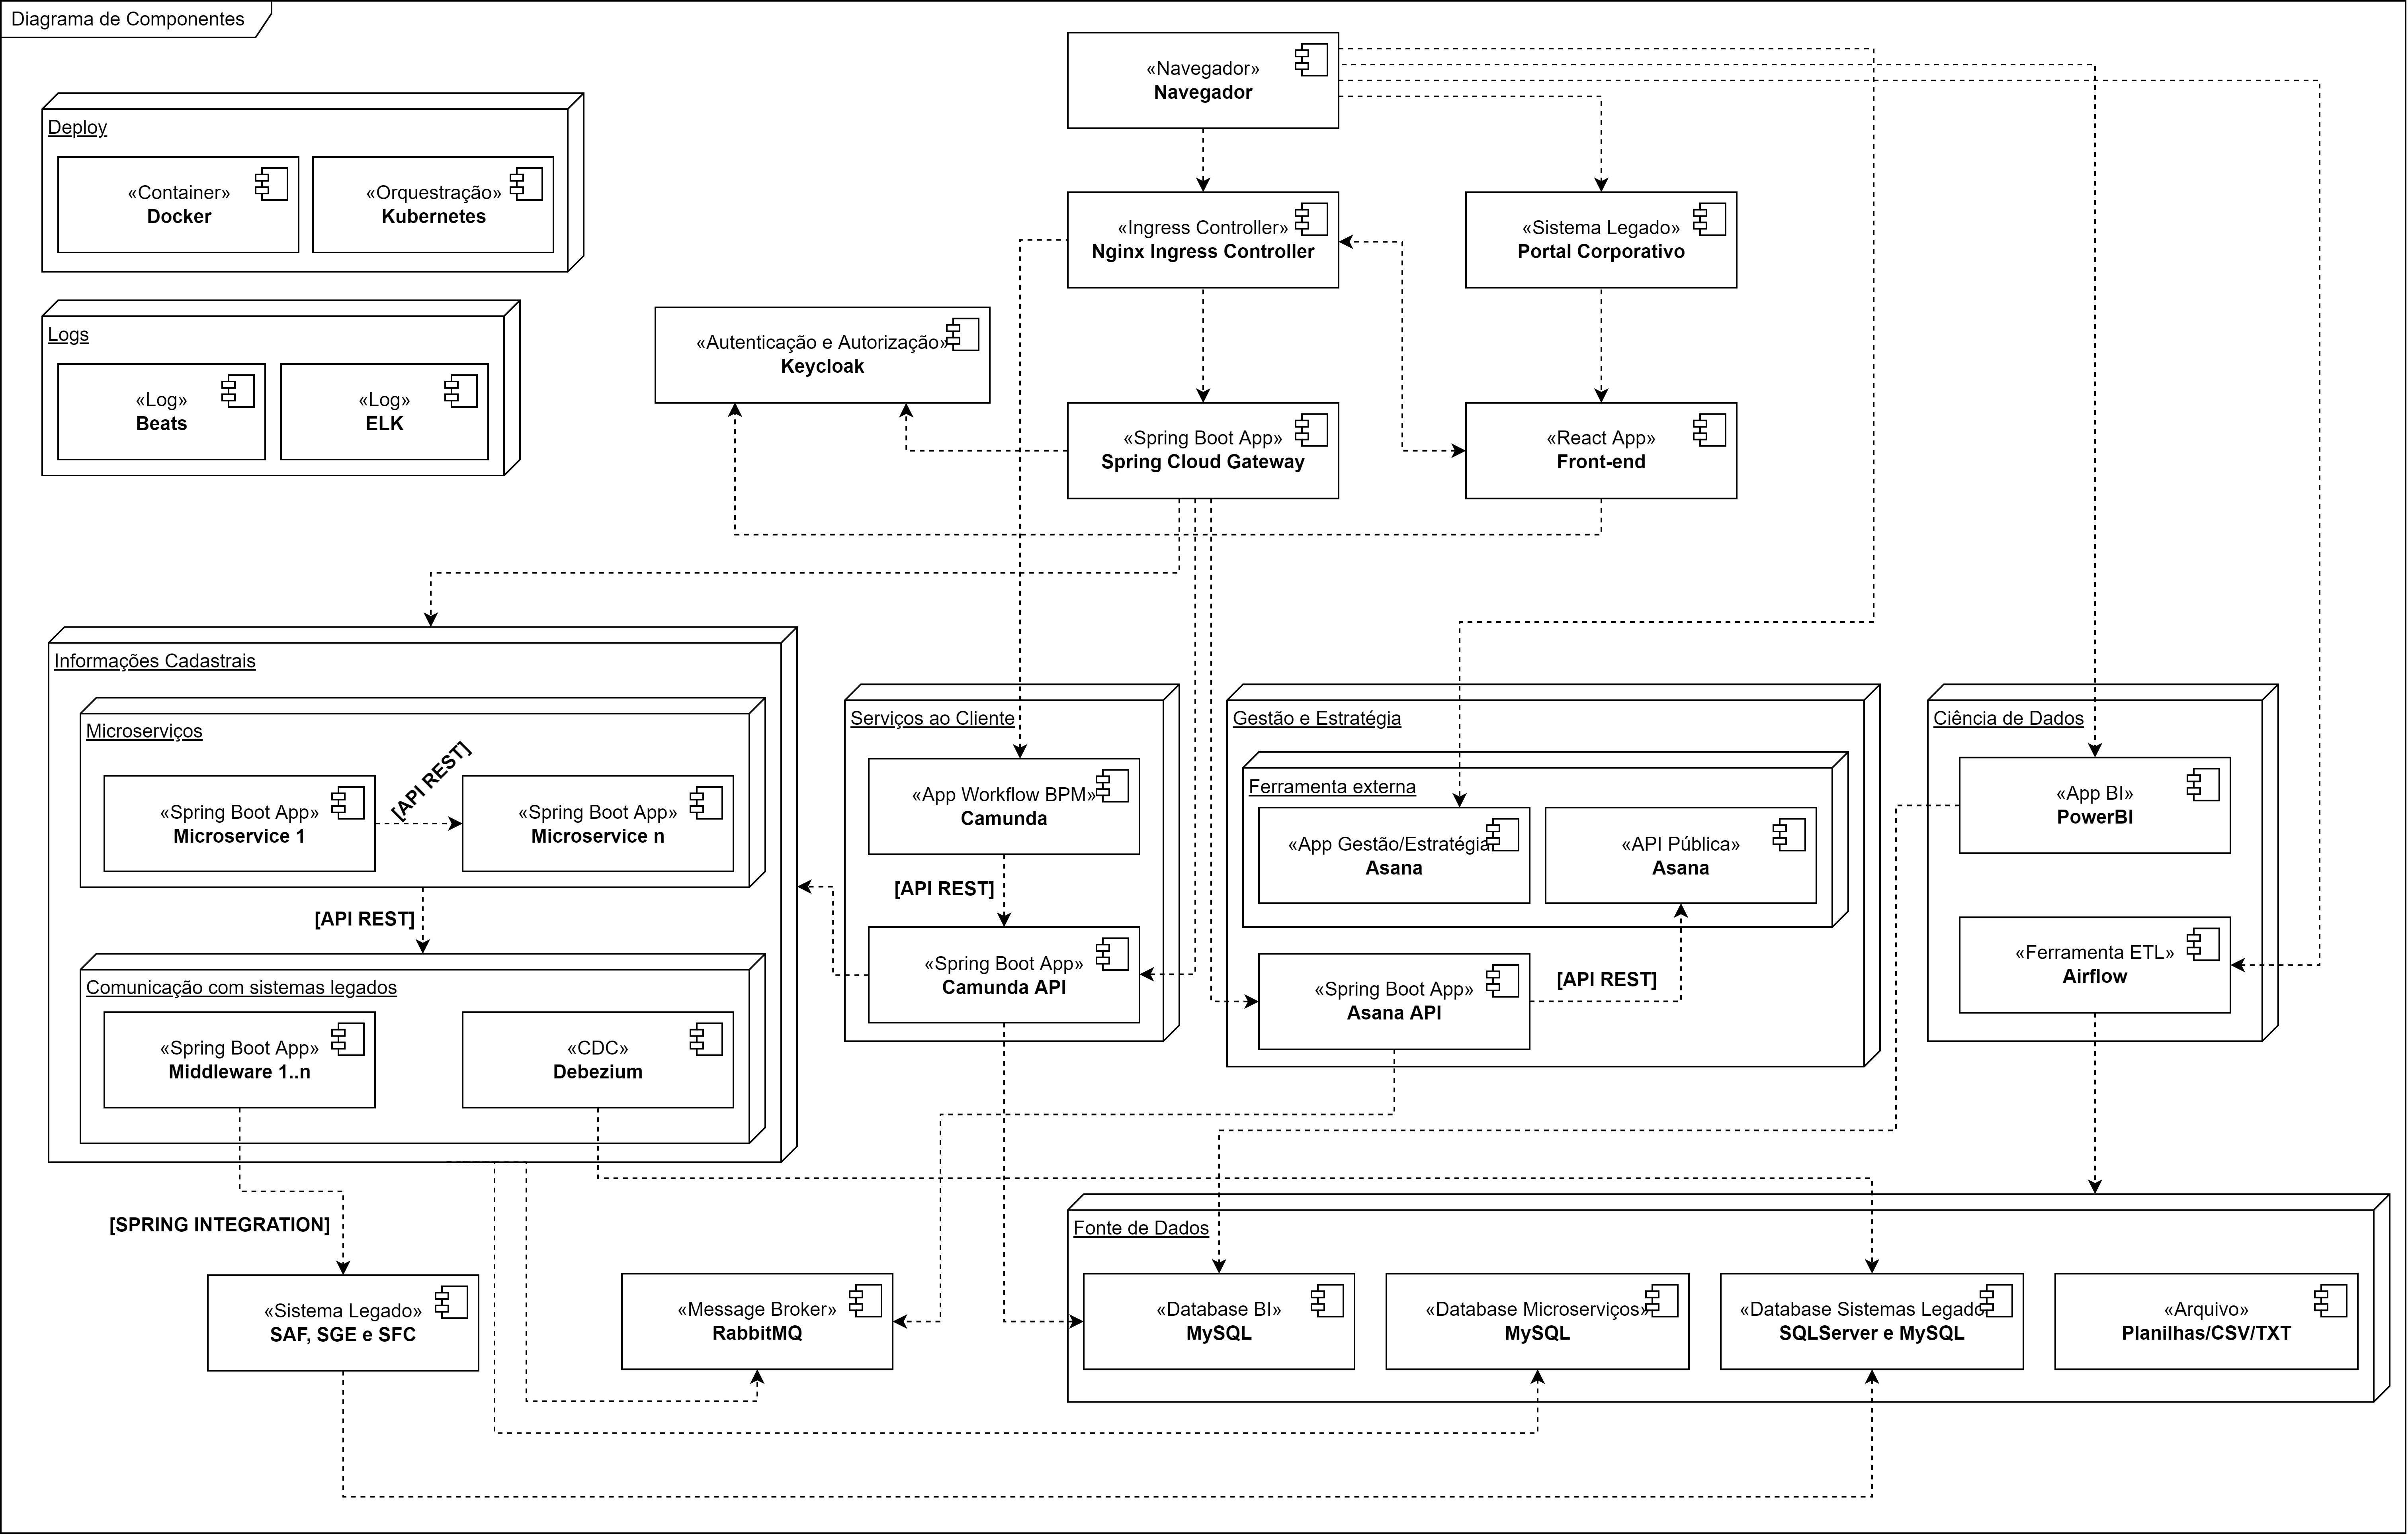 Diagrama de Componentes
«Navegador»
Navegador
Deploy
«Container»
Docker
«Orquestração»
Kubernetes
«Ingress Controller»
Nginx Ingress Controller
«Sistema Legado»
Portal Corporativo
Logs
«Log»
Beats
«Log»
ELK
«Autenticação e Autorização»
Keycloak
«Spring Boot App»
Spring Cloud Gateway
«React App»
Front-end
Informações Cadastrais
Microserviços
«Spring Boot App»
Microservice 1
[API REST]
«Spring Boot App»
Microservice n
[API REST]
Comunicação com sistemas legados
«Spring Boot App»
Middleware 1..n
«CDC»
Debezium
Serviços ao Cliente
«App Workflow BPM»
Camunda
[API REST]
«Spring Boot App»
Camunda API
Gestão e Estratégia
Ferramenta externa
«App Gestão/Estratégia
Asana
«API Pública»
Asana
«Spring Boot App»
Asana API
[API REST]
Ciência de Dados
«App BI»
PowerBI
«Ferramenta ETL»
Airflow
[SPRING INTEGRATION]
«Sistema Legado»
SAF, SGE e SFC
«Message Broker»
RabbitMQ
Fonte de Dados
«Database BI»
MySQL
«Database Microserviços»
MySQL
«Database Sistemas Legado
SQLServer e MySQL
«Arquivo»
Planilhas/CSV/TXT